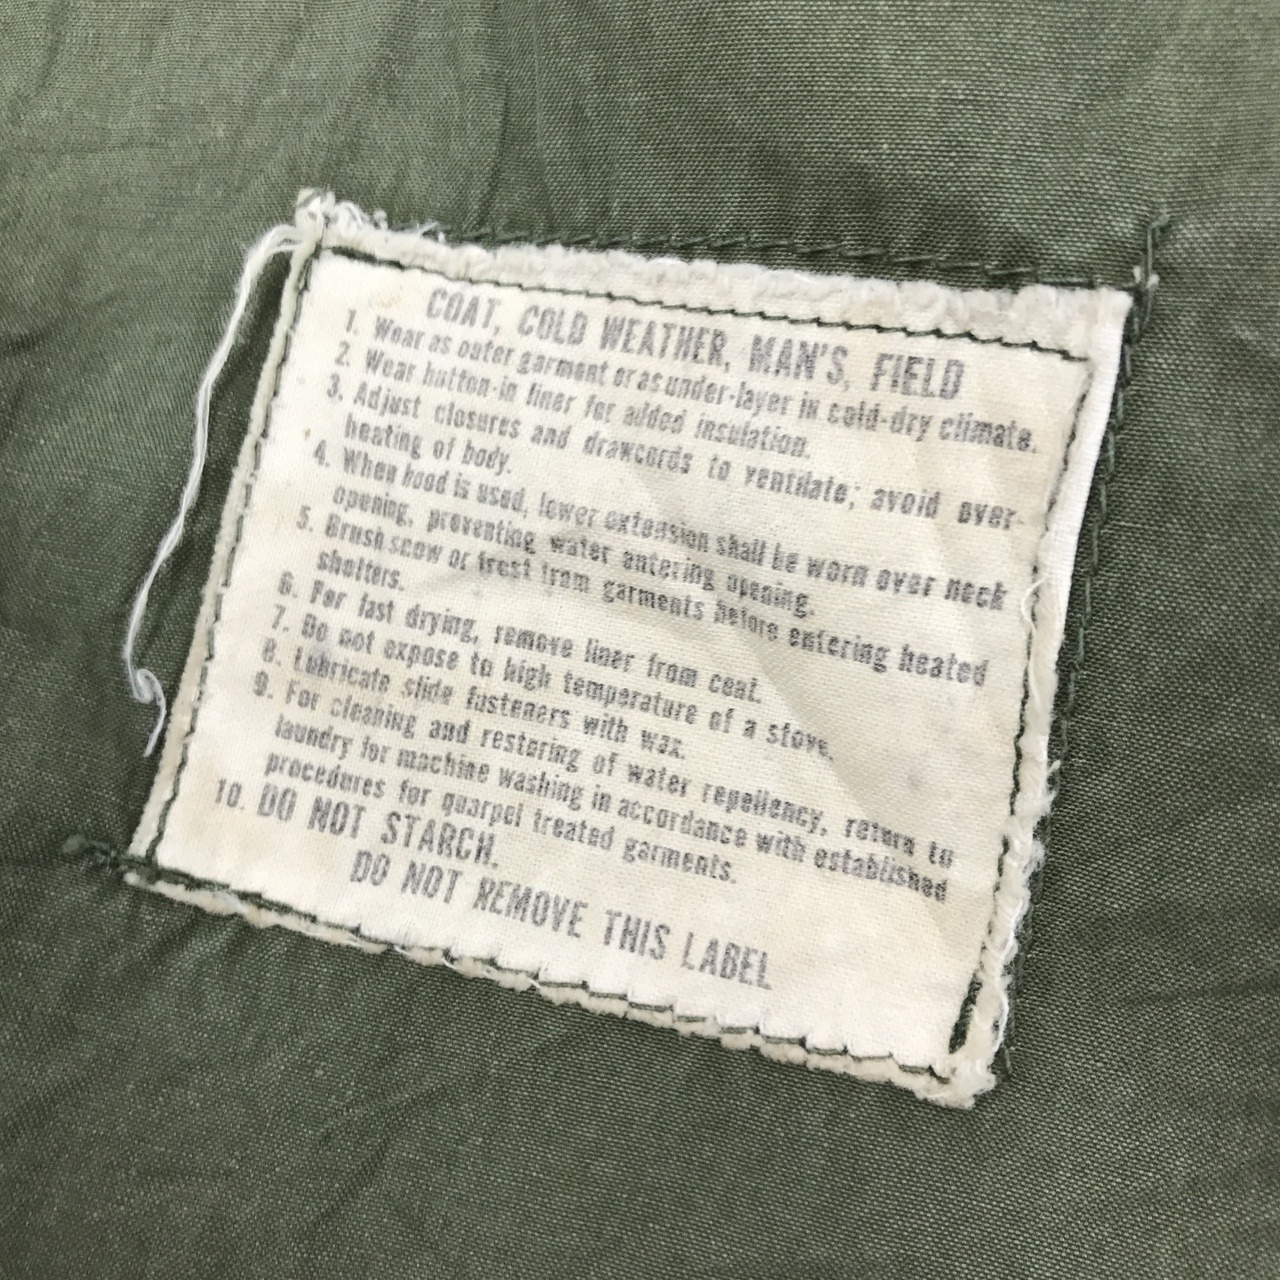 COAT, COLD WEATHER, MAN'S, FIELD
1. Wear as outer garment or as under-layer in cold-dry climate.
2. Wear button-in liner for added insulation.
3. Adjust closures and drawcords to ventilate; avoid over-
heating of body.
4. When hood is used, lower extension shall be worn over neck
opening, preventing water entering opening.
5. Brush snow or frost from garments before entering heated
shelters.
6. For fast drying, remove liner from coat.
7. Do not expose to high temperature of a stove.
8. Lubricate slide fasteners with wax.
9. For cleaning and restoring of water repellency, return to
laundry for machine washing in accordance with established
procedures for quarpel treated garments.
10. DO NOT STARCH.
DO NOT REMOVE THIS LABEL